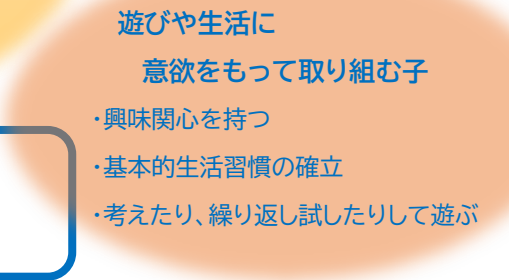 遊びや生活に
意欲をもって取り組む子
・興味関心を持つ
・基本的生活習慣の確立
・考えたり、繰り返し試したりして遊ぶ